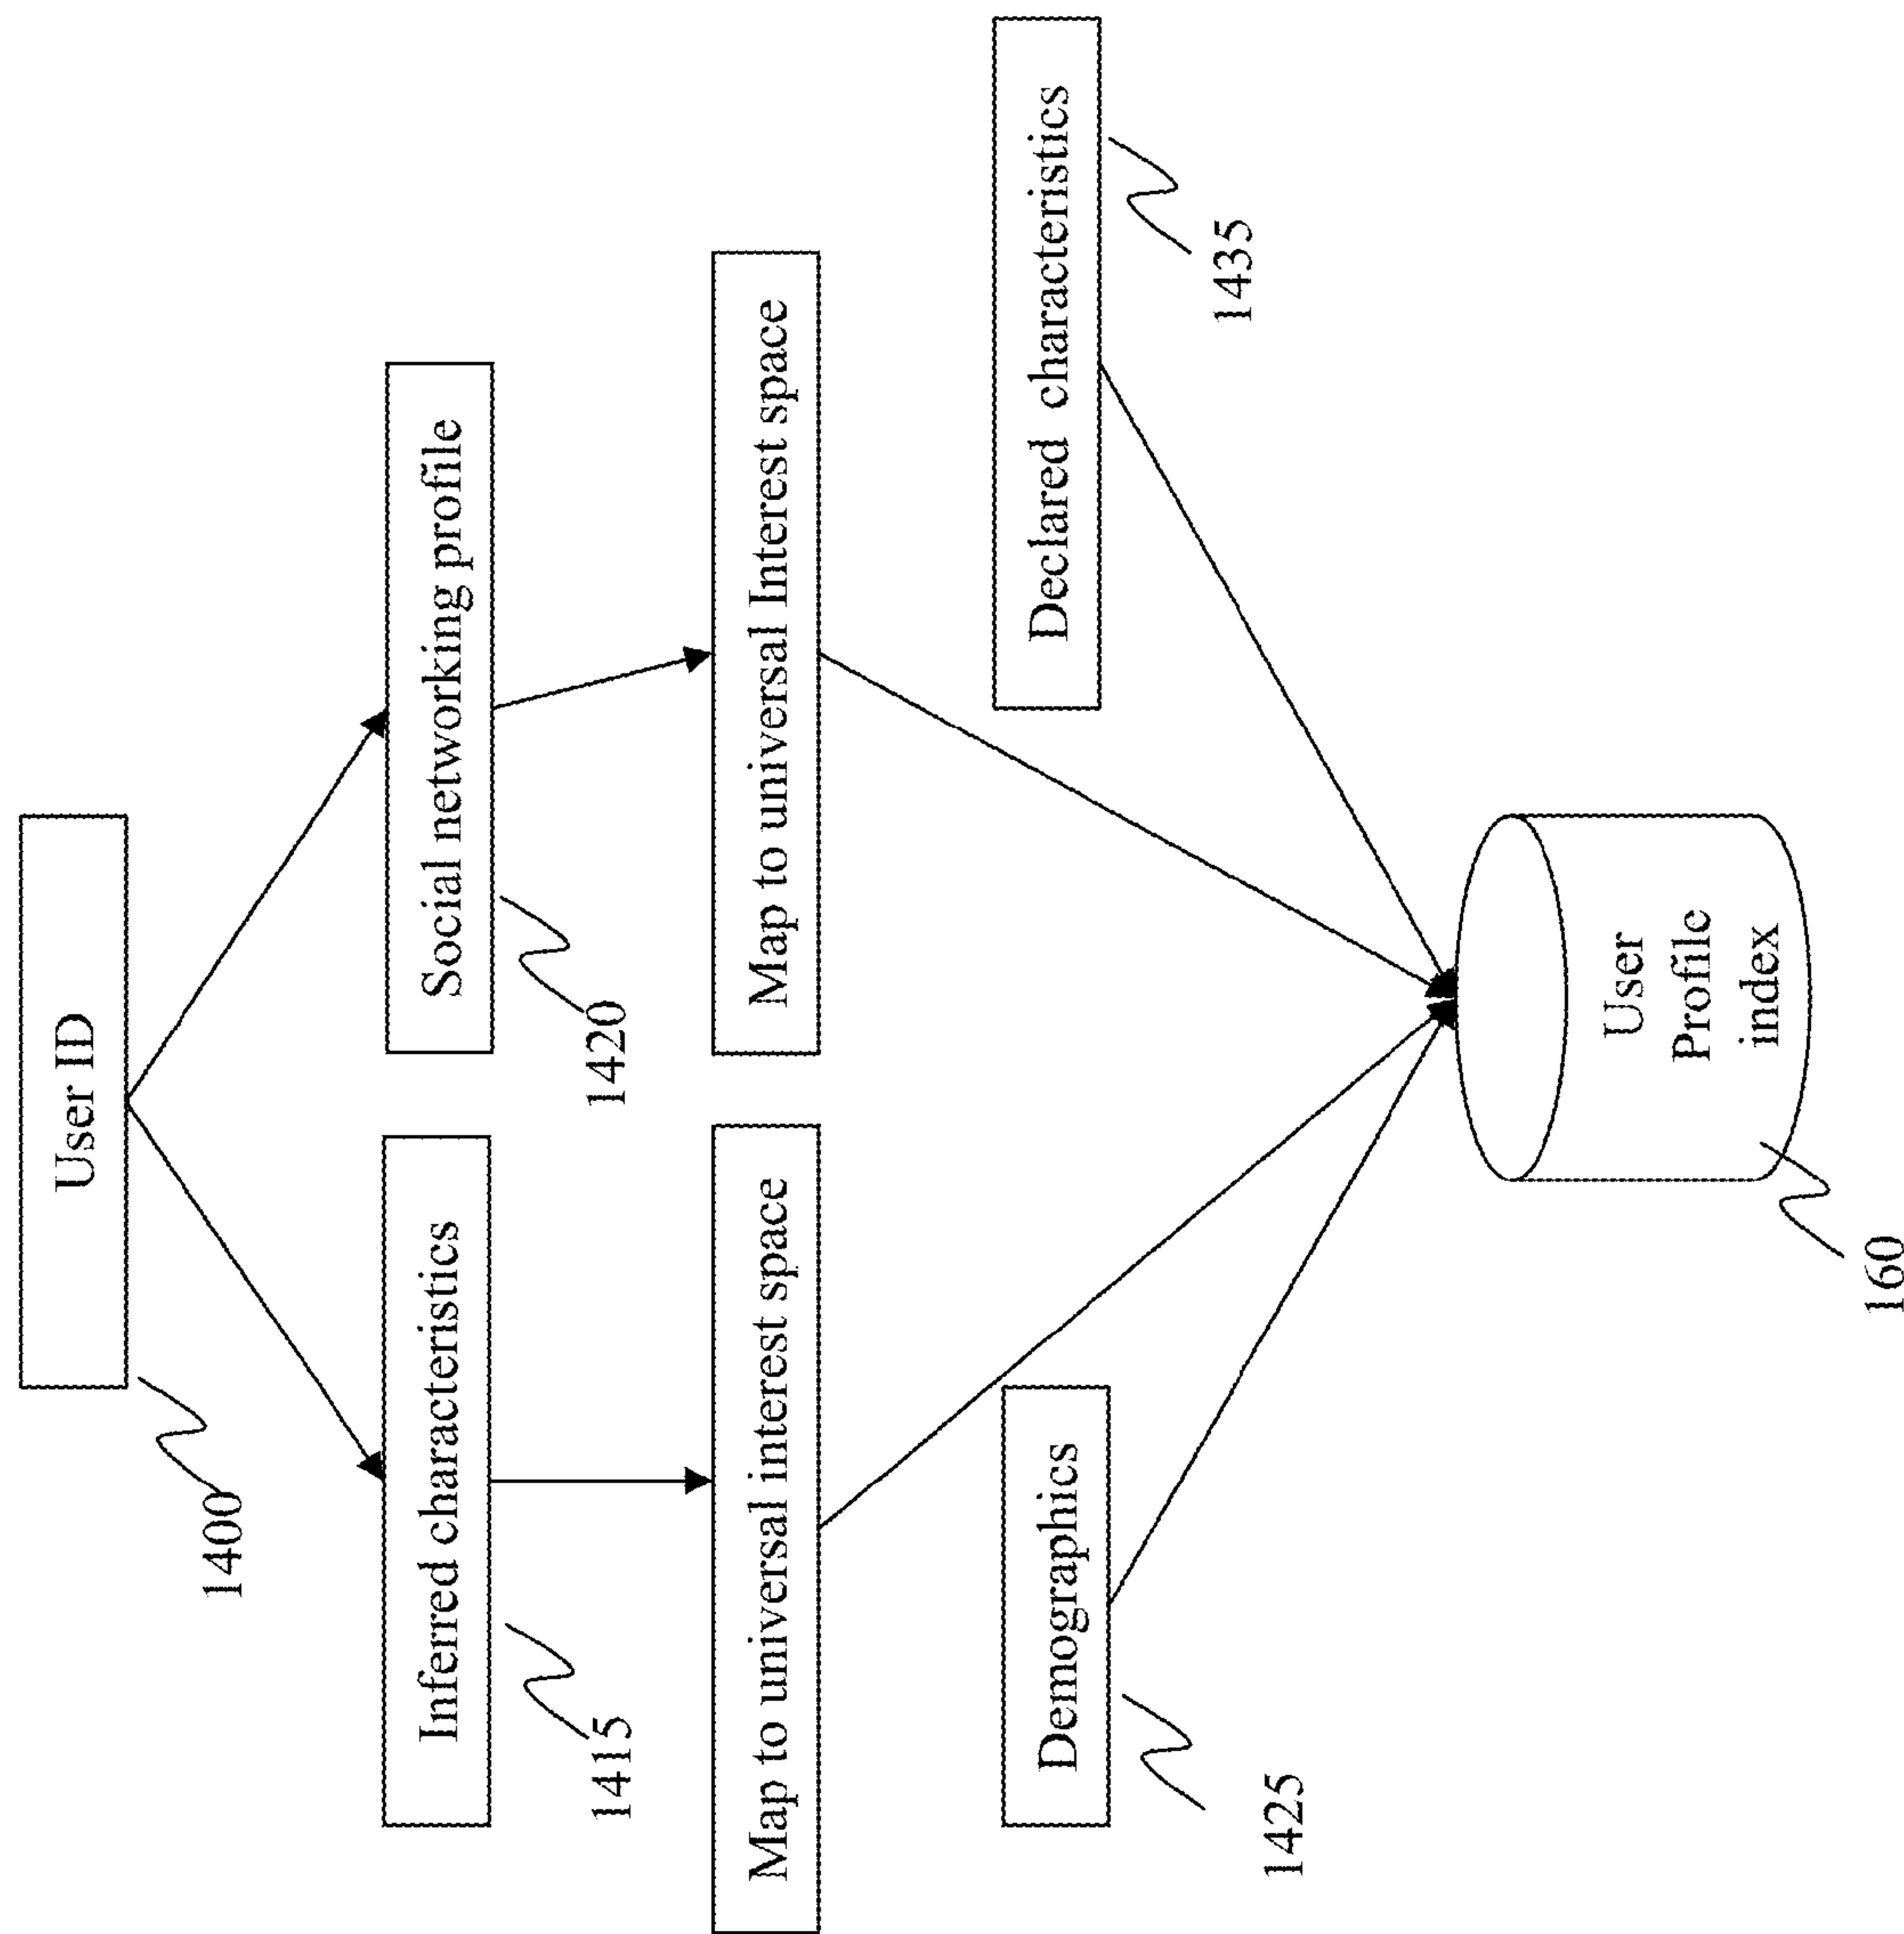 User ID
1400
Inferred characteristics
1415
Social networking profile
1420
Map to universal interest space
Map to universal Interest space
Demographics
1425
Declared characteristics
1435
User
Profile
index
160